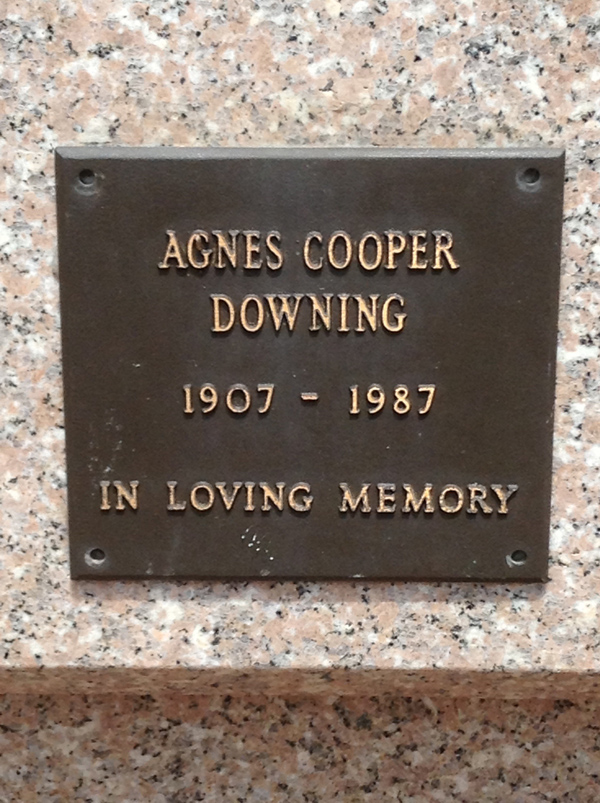 AGNES COOPER
DOWNING
1907 - 1987
IN LOVING MEMORY